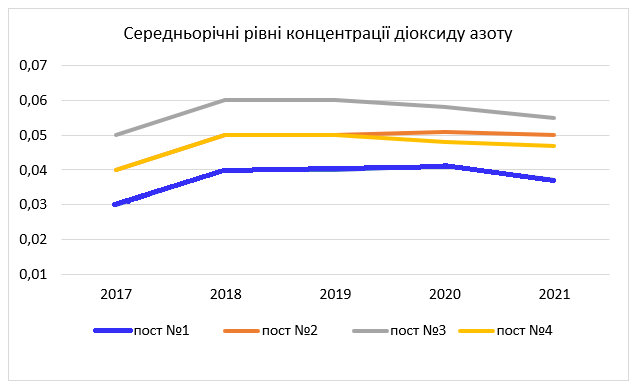 Середньорічні рівні концентрації діоксиду азоту
0,07
0,06
0,05
0,04
0,03
0,02
0,01
2017 2018 2019 2020 2021
пост №1 пост №2 пост №3 пост №4